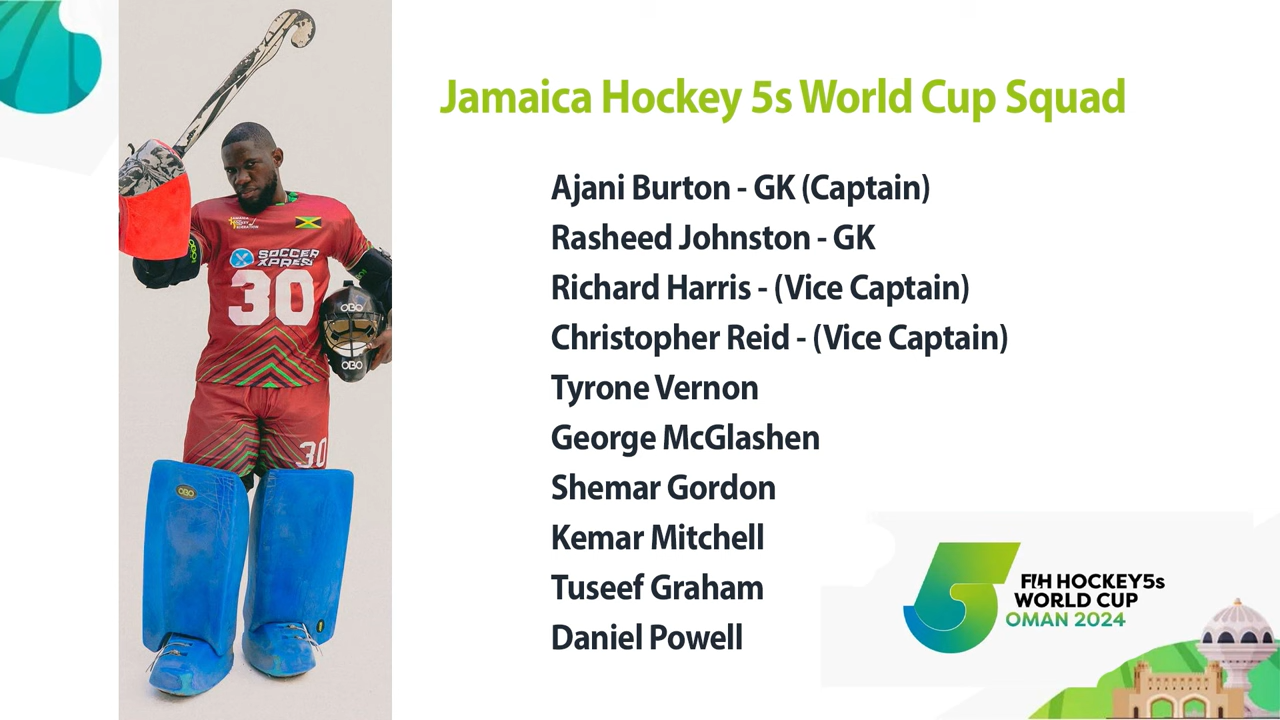 Jamaica Hockey 5s World Cup Squad
Ajani Burton - GK (Captain)
Rasheed Johnston - GK
Richard Harris - (Vice Captain)
Christopher Reid - (Vice Captain)
Tyrone Vernon
George McGlashen
Shemar Gordon
Kemar Mitchell
Tuseef Graham
Daniel Powell
SOCCER
XPRESS
30
OBO
OBO
30
OBO
5
FIH HOCKEY5s
WORLD CUP
OMAN 2024